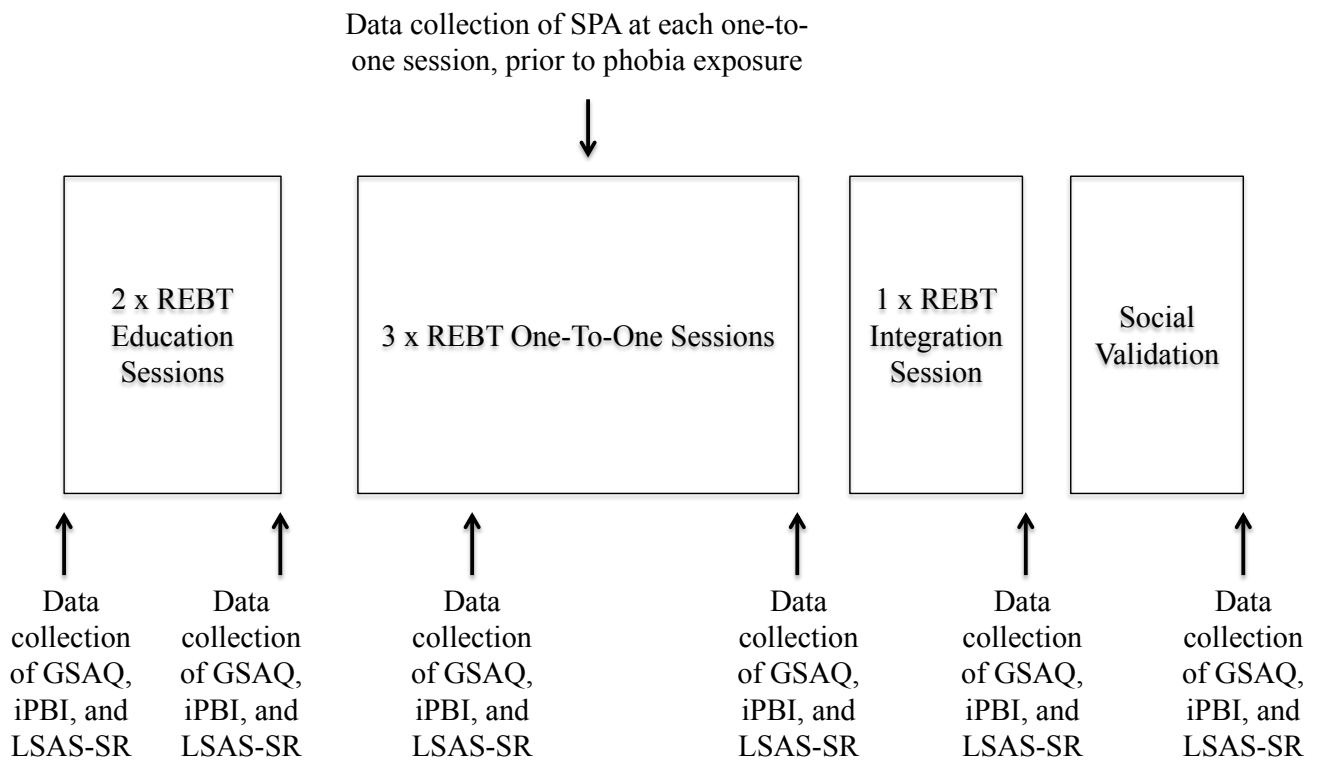 Data collection of SPA at each one-to-
one session, prior to phobia exposure
2 x REBT
Education
Sessions
3 x REBT One-To-One Sessions
1 x REBT
Integration
Session
Social
Validation
Data
collection
of GSAQ,
iPBI, and
LSAS-SR
Data
collection
of GSAQ,
iPBI, and
LSAS-SR
Data
collection
of GSAQ,
iPBI, and
LSAS-SR
Data
collection
of GSAQ,
iPBI, and
LSAS-SR
Data
collection
of GSAQ,
iPBI, and
LSAS-SR
Data
collection
of GSAQ,
iPBI, and
LSAS-SR